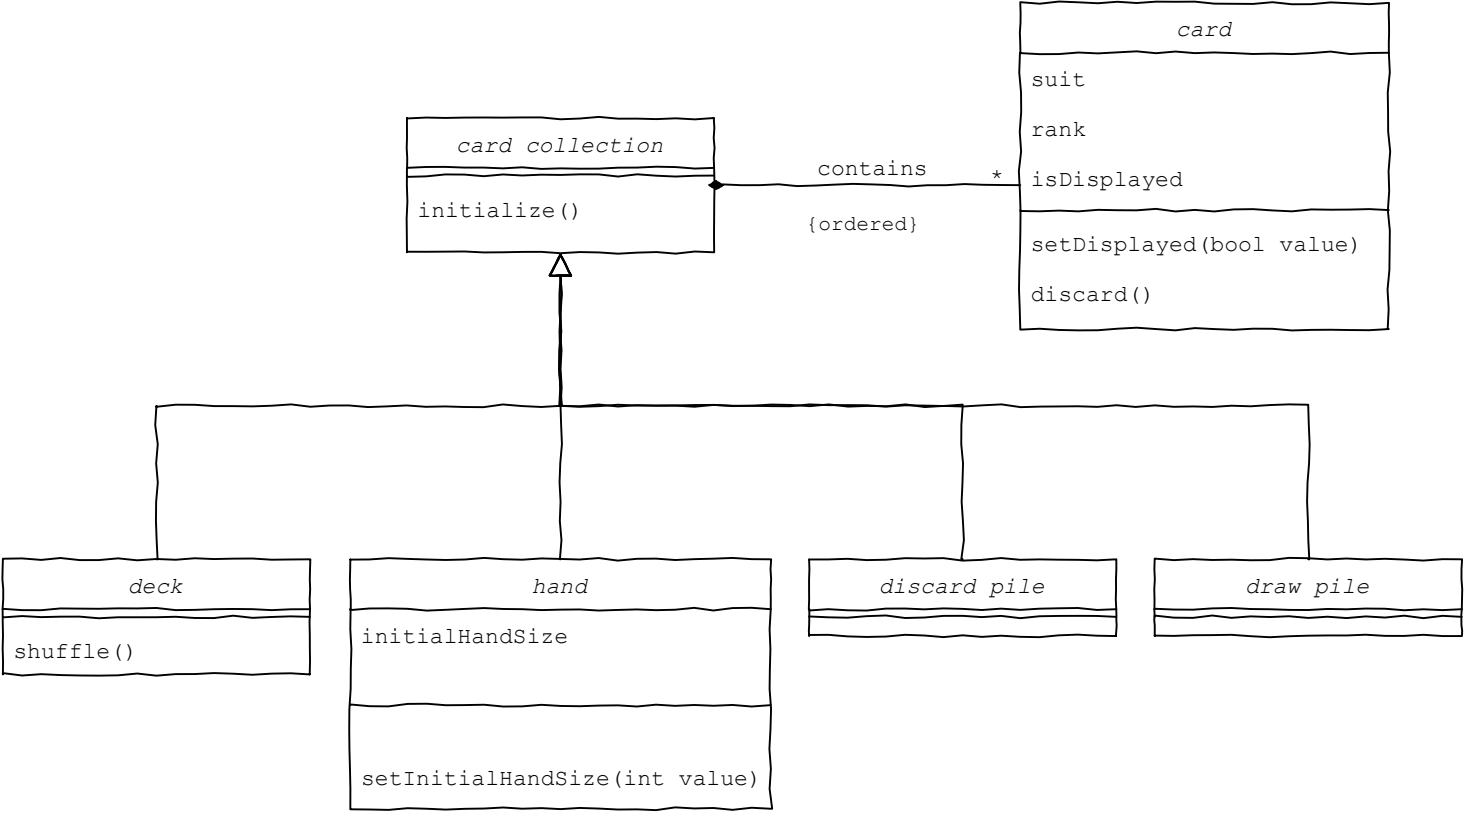 card
suit
rank
isDisplayed
setDisplayed(bool value)
discard()
card collection
initialize()
contains
*
{ordered}
deck
shuffle()
hand
initialHandSize
setInitialHandSize(int value)
discard pile
draw pile